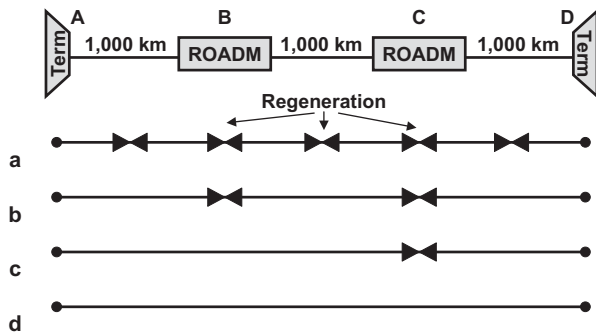 A B C D
Term 1,000 km ROADM 1,000 km ROADM 1,000 km Term
Regeneration
a
b
c
d